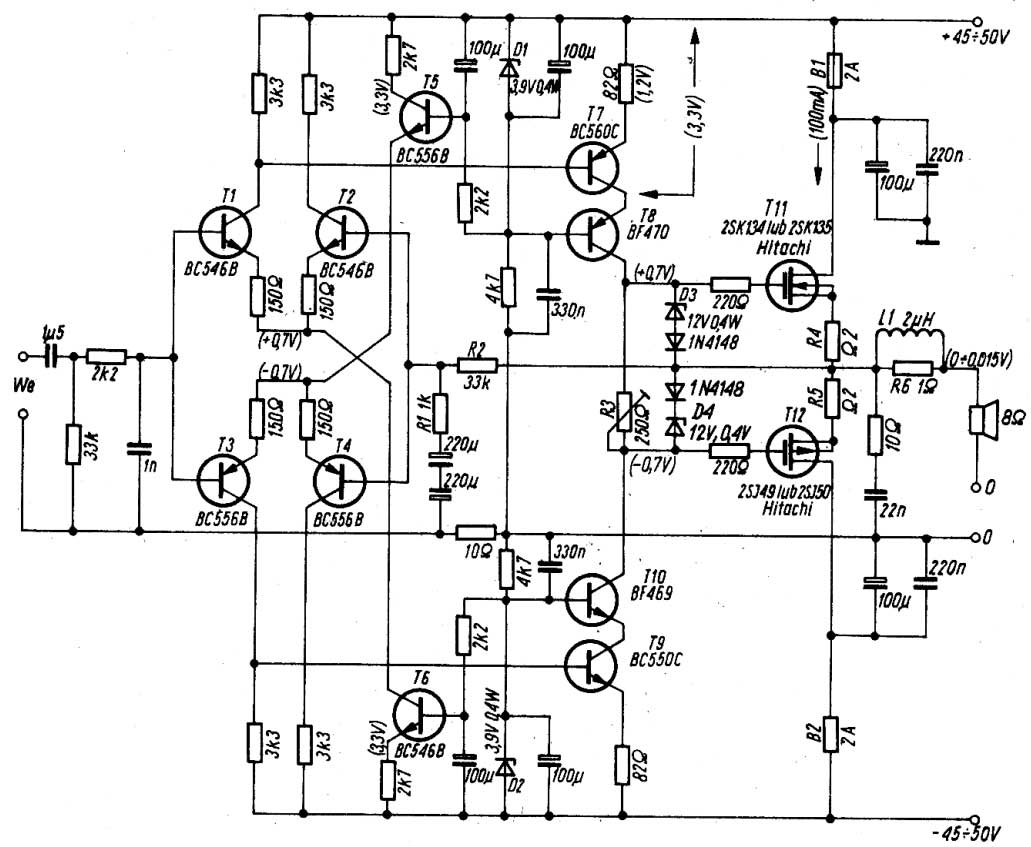 +45÷50V
2k7
100µ
D1
3,9V 0,4W
100µ
82Ω
(1,2V)
(3,3V)
B1
2A
(100mA)
3k3
3k3
(3,3V)
T5
BC556B
T7
BC560C
100µ
220n
2k2
T1
BC546B
T2
BC546B
T8
BF470
T11
2SK134 lub 2SK135
Hitachi
150Ω
150Ω
4k7
330n
(+0,7V)
D3
12V 0,4W
1N4148
220Ω
R4
Ω2
L1 2µH
(0÷0,015V)
1µ5
2k2
We
(+0,7V)
(-0,7V)
R2
33k
R6 1Ω
1N4148
D4
12V, 0,4V
R5
Ω2
8Ω
150Ω
150Ω
R1 1k
R3
250Ω
T12
10Ω
33k
1n
T3
BC556B
T4
BC556B
220µ
220µ
(-0,7V)
220Ω
2SJ49 lub 2SJ50
Hitachi
22n
0
10Ω
4k7
330n
0
T10
BF469
100µ
220n
2k2
T9
BC550C
T6
BC546B
(3,3V)
3,9V 0,4W
3k3
3k3
2k7
100µ
D2
100µ
82Ω
B2
2A
-45÷50V